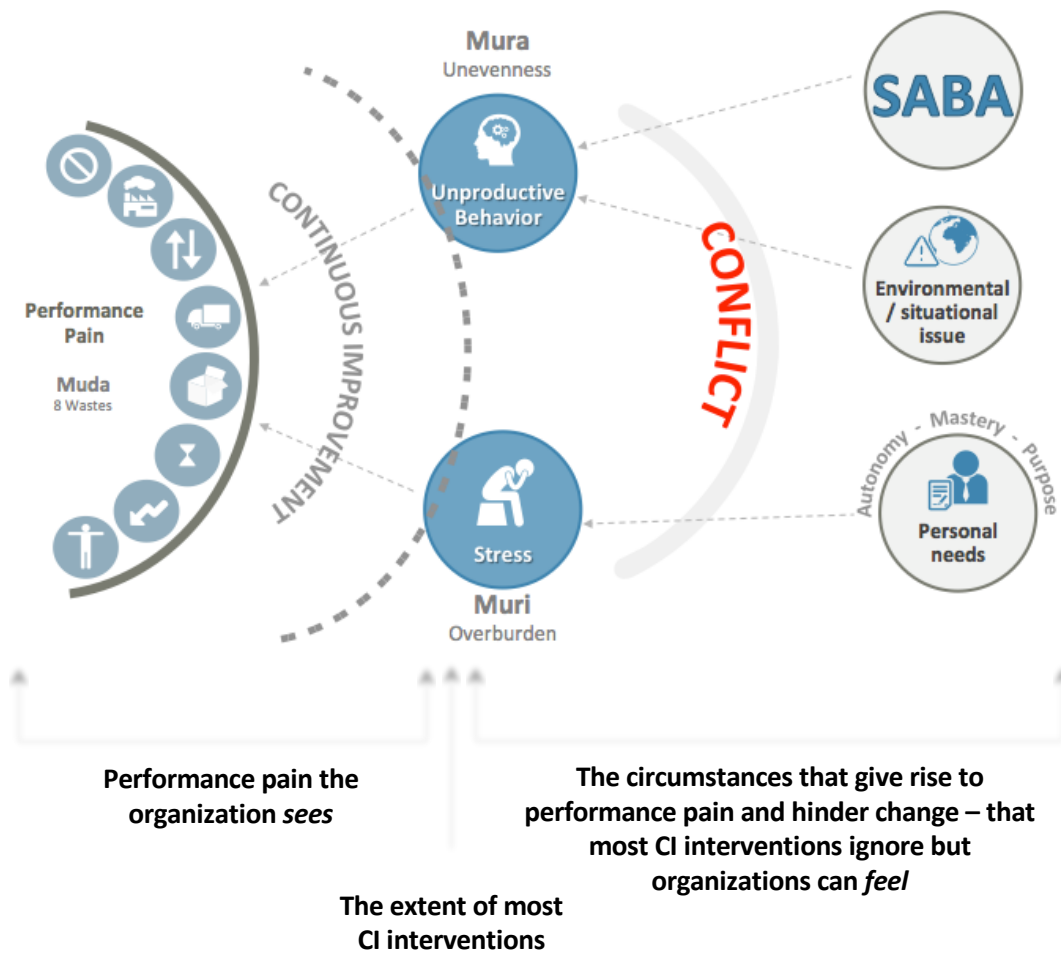 Mura
Unevenness
SABA
Unproductive
Behavior
CONTINUOUS IMPROVEMENT
CONFLICT
Environmental
/ situational
issue
Performance
Pain
Muda
8 Wastes
Autonomy - Mastery - Purpose
Personal
needs
Stress
Muri
Overburden
Performance pain the
organization sees
The circumstances that give rise to
performance pain and hinder change – that
most CI interventions ignore but
organizations can feel
The extent of most
CI interventions